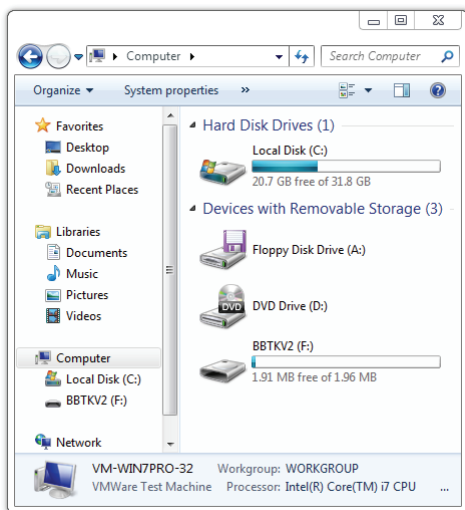 Computer
Search Computer
Organize
System properties
»
Favorites
Desktop
Downloads
Recent Places
Libraries
Documents
Music
Pictures
Videos
Computer
Local Disk (C:)
BBTKV2 (F:)
Network
Hard Disk Drives (1)
Local Disk (C:)
20.7 GB free of 31.8 GB
Devices with Removable Storage (3)
Floppy Disk Drive (A:)
DVD
DVD Drive (D:)
BBTKV2 (F:)
1.91 MB free of 1.96 MB
VM-WIN7PRO-32 Workgroup: WORKGROUP
VMWare Test Machine Processor: Intel(R) Core(TM) i7 CPU ...